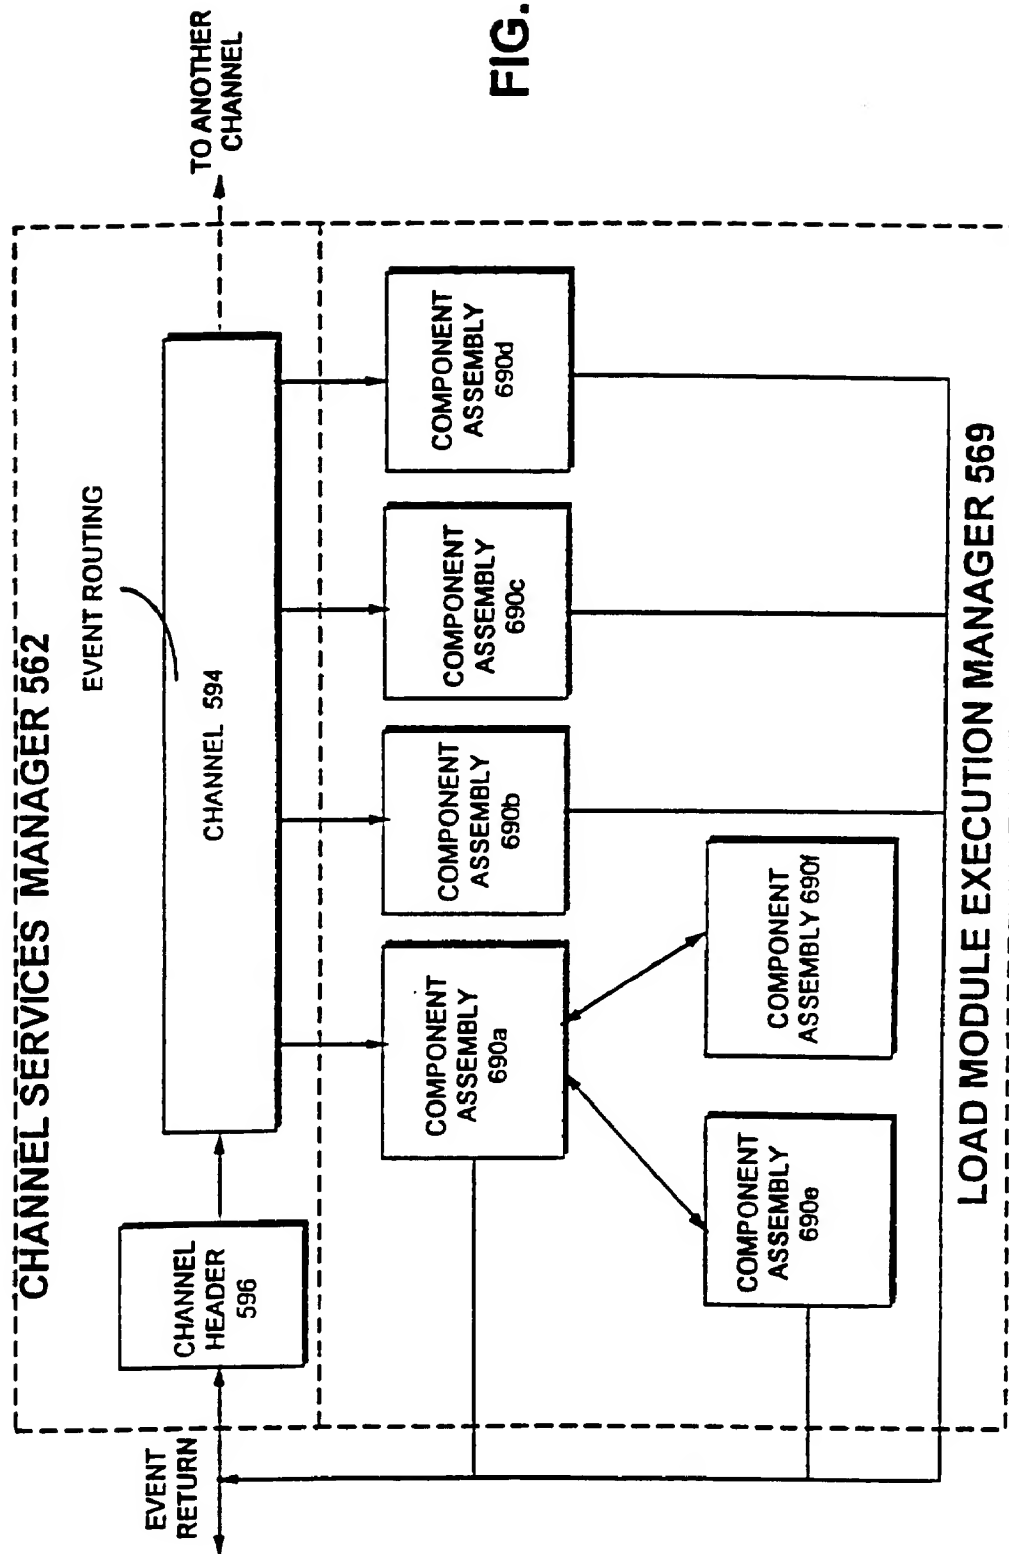 CHANNEL SERVICES MANAGER 562
EVENT ROUTING
TO ANOTHER
CHANNEL
EVENT
RETURN
CHANNEL
HEADER
596
CHANNEL 594
COMPONENT
ASSEMBLY
690a
COMPONENT
ASSEMBLY
690b
COMPONENT
ASSEMBLY
690c
COMPONENT
ASSEMBLY
690d
COMPONENT
ASSEMBLY
690e
COMPONENT
ASSEMBLY 690f
LOAD MODULE EXECUTION MANAGER 569
FIG.